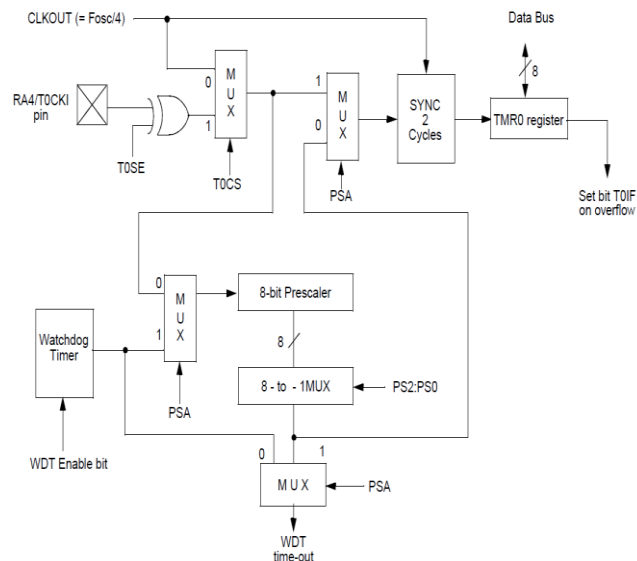 CLKOUT (= Fosc/4)
Data Bus
0
M
U
X
1
M
U
X
8
RA4/T0CKI
pin
1
0
SYNC
2
Cycles
TMR0 register
T0SE
T0CS
PSA
Set bit T0IF
on overflow
0
M
U
X
1
8-bit Prescaler
Watchdog
Timer
8
8 - to - 1MUX
PS2:PS0
PSA
WDT Enable bit
0
1
M U X
PSA
WDT
time-out